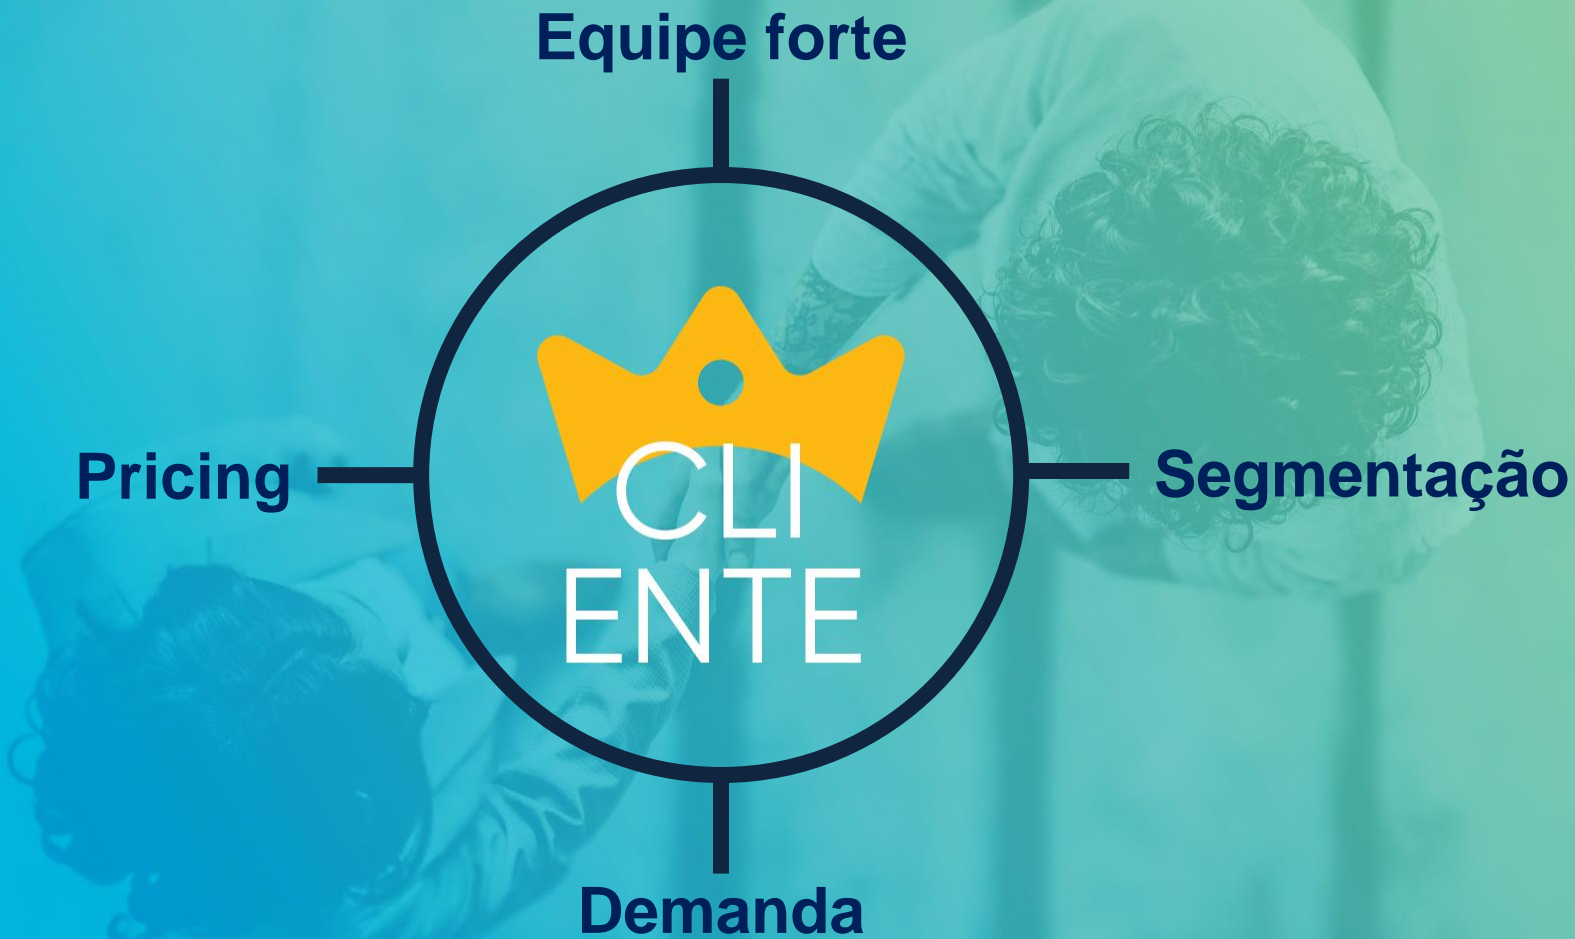 Equipe forte
Pricing
CLI
ENTE
Segmentação
Demanda